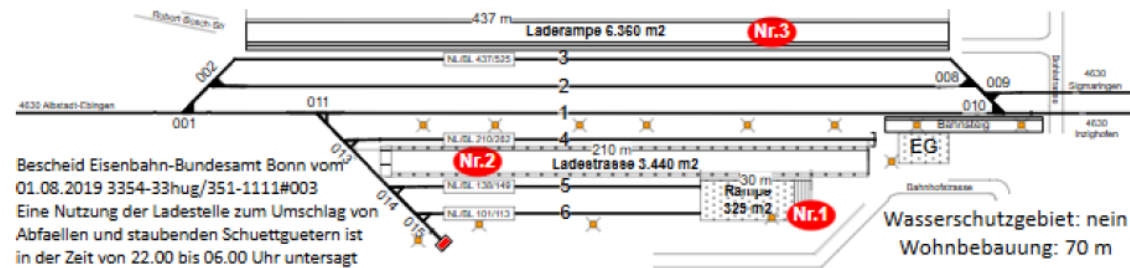 Robert Bosch Str
437 m
Laderampe 6.360 m2
Nr.3
002
NL/BL 437/525
3
008
009
4630
Sigmaringen
2
4630 Albstadt-Ebingen
001
011
1
010
4630
Inzighofen
Bahnsteig
013
NL/BL 210/282
4
EG
210 m
Nr.2
Ladestrasse 3.440 m2
014
NL/BL 130/149
5
30 m
Rampe
329 m2
Nr.1
Bahnhofstrasse
015
NL/BL 101/113
6
Bescheid Eisenbahn-Bundesamt Bonn vom
01.08.2019 3354-33hug/351-1111#003
Eine Nutzung der Ladestelle zum Umschlag von
Abfaellen und staubenden Schuettguetern ist
in der Zeit von 22.00 bis 06.00 Uhr untersagt
Wasserschutzgebiet: nein
Wohnbebauung: 70 m